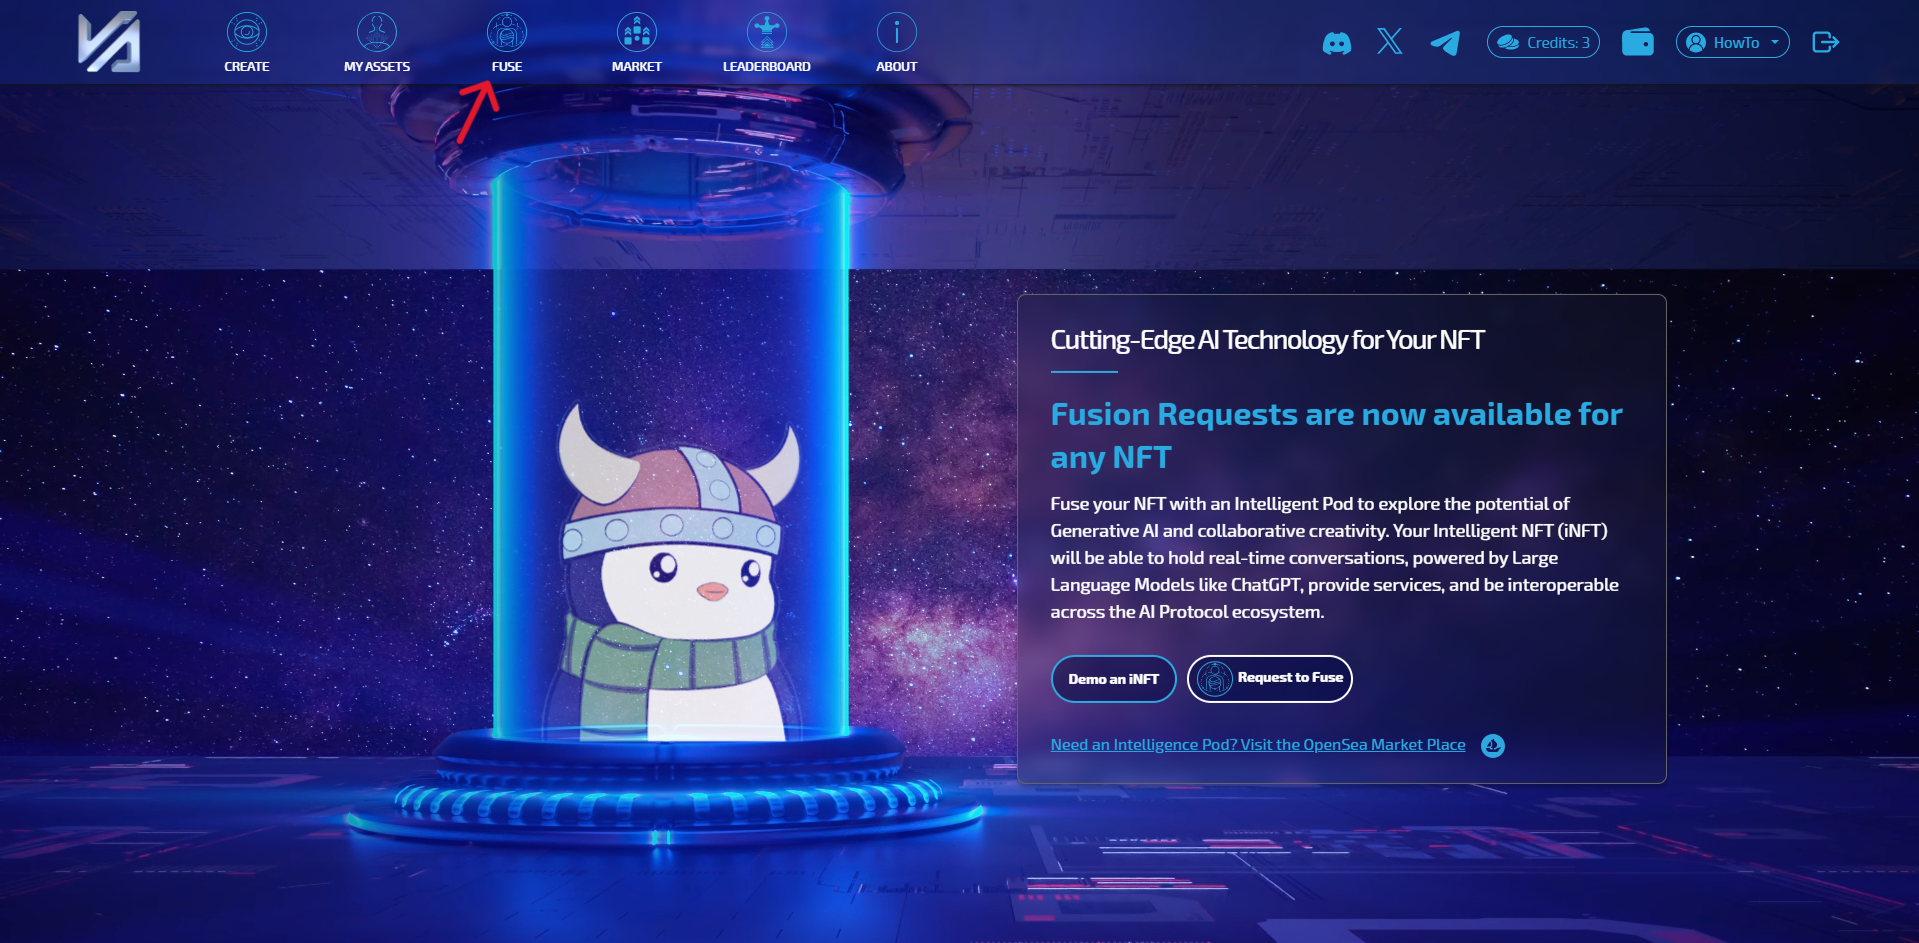 CREATE
MY ASSETS
FUSE
MARKET
LEADERBOARD
ABOUT
Credits: 3
HowTo
Cutting-Edge AI Technology for Your NFT
Fusion Requests are now available for
any NFT
Fuse your NFT with an Intelligent Pod to explore the potential of
Generative AI and collaborative creativity. Your Intelligent NFT (iNFT)
will be able to hold real-time conversations, powered by Large
Language Models like ChatGPT, provide services, and be interoperable
across the AI Protocol ecosystem.
Demo an iNFT
Request to Fuse
Need an Intelligence Pod? Visit the OpenSea Market Place